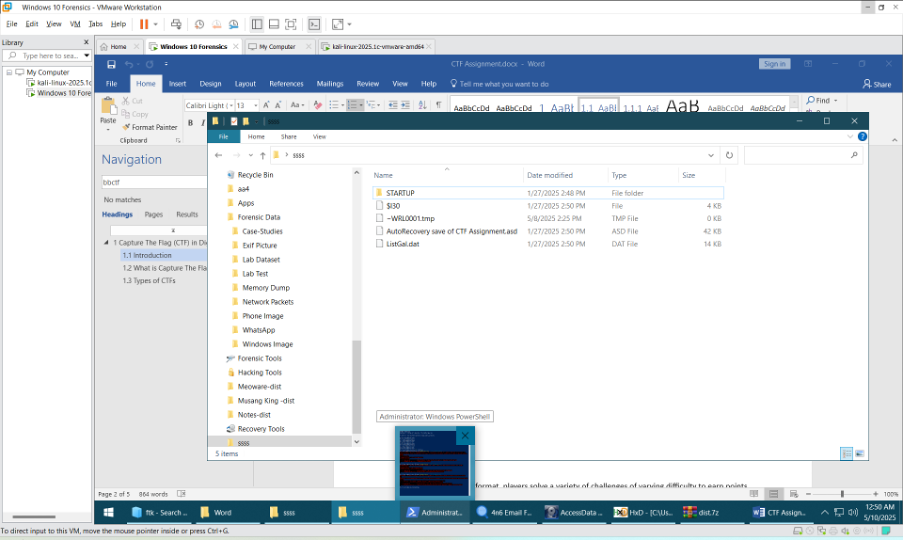 Windows 10 Forensics - VMware Workstation
File Edit View VM Tabs Help
Library
Type here to sea...
My Computer
kali-linux-2025.1c
Windows 10 Fore
Home
Windows 10 Forensics
My Computer
kali-linux-2025.1c-vmware-amd64
CTF Assignment.docx - Word
Sign in
File Home Insert Design Layout References Mailings Review View Help Tell me what you want to do
Share
Paste
Cut
Copy
Format Painter
Clipboard
Calibri Light ( 13
Aa
B I
AaBbCcDd AaBbCcDd 1 AaBl 1.1 AaB 1.1.1 Aal AaB AaBbCcDd AaBbCcDd
Find
Navigation
bbctf
No matches
Headings Pages Results
1 Capture The Flag (CTF) in Di
1.1 Introduction
1.2 What is Capture The Fla
1.3 Types of CTFs
ssss
File Home Share View
ssss
Recycle Bin
aa4
Apps
Forensic Data
Case-Studies
Exif Picture
Lab Dataset
Lab Test
Memory Dump
Network Packets
Phone Image
WhatsApp
Windows Image
Forensic Tools
Hacking Tools
Meoware-dist
Musang King -dist
Notes-dist
Recovery Tools
ssss
Name Date modified Type Size
STARTUP 1/27/2025 2:48 PM File folder
$I30 1/27/2025 2:50 PM File 4 KB
~WRL0001.tmp 5/8/2025 2:25 PM TMP File 0 KB
AutoRecovery save of CTF Assignment.asd 1/27/2025 2:50 PM ASD File 42 KB
ListGal.dat 1/27/2025 2:50 PM DAT File 14 KB
5 items
Administrator: Windows PowerShell
format, players solve a variety of challenges of varying difficulty to earn points
Page 2 of 5 864 words
100%
ftk - Search ...
Word
ssss
ssss
Administrat...
4n6 Email F...
AccessData ...
HxD - [C:\Us...
dist.7z
CTF Assign...
12:50 AM
5/10/2025
To direct input to this VM, move the mouse pointer inside or press Ctrl+G.